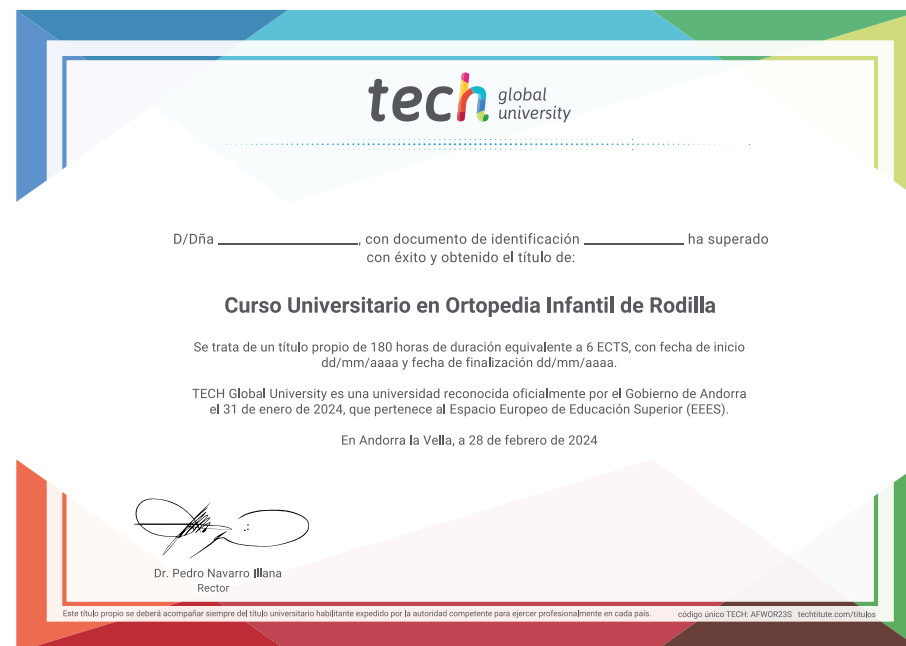 tech global university
D/Dña ____________________, con documento de identificación ______________ ha superado
con éxito y obtenido el título de:
Curso Universitario en Ortopedia Infantil de Rodilla
Se trata de un título propio de 180 horas de duración equivalente a 6 ECTS, con fecha de inicio
dd/mm/aaaa y fecha de finalización dd/mm/aaaa.
TECH Global University es una universidad reconocida oficialmente por el Gobierno de Andorra
el 31 de enero de 2024, que pertenece al Espacio Europeo de Educación Superior (EEES).
En Andorra la Vella, a 28 de febrero de 2024
Dr. Pedro Navarro Illana
Rector
Este título propio se deberá acompañar siempre del título universitario habilitante expedido por la autoridad competente para ejercer profesionalmente en cada país. código único TECH: AFWOR23S techtitute.com/titulos